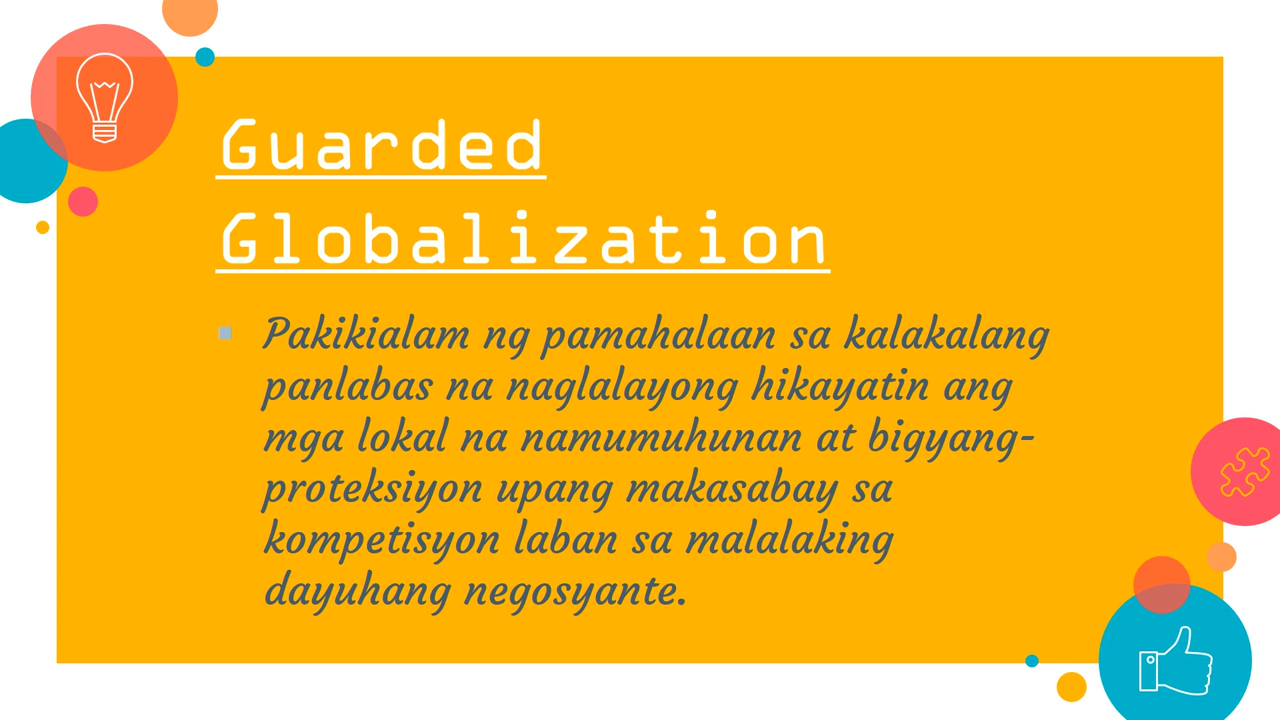 Guarded
Globalization
Pakikialam ng pamahalaan sa kalakalang
panlabas na naglalayong hikayatin ang
mga lokal na namumuhunan at bigyang-
proteksiyon upang makasabay sa
kompetisyon laban sa malalaking
dayuhang negosyante.